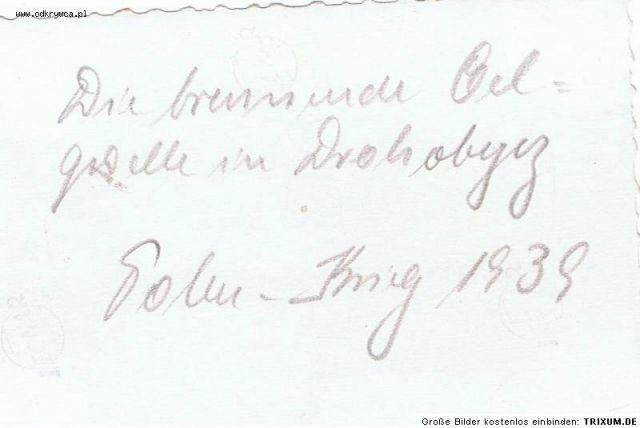 www.odkrywca.pl
Die brennende Oel=
quelle in Drohobycz
Polen - Krieg 1939
Große Bilder kostenlos einbinden: TRIXUM.DE